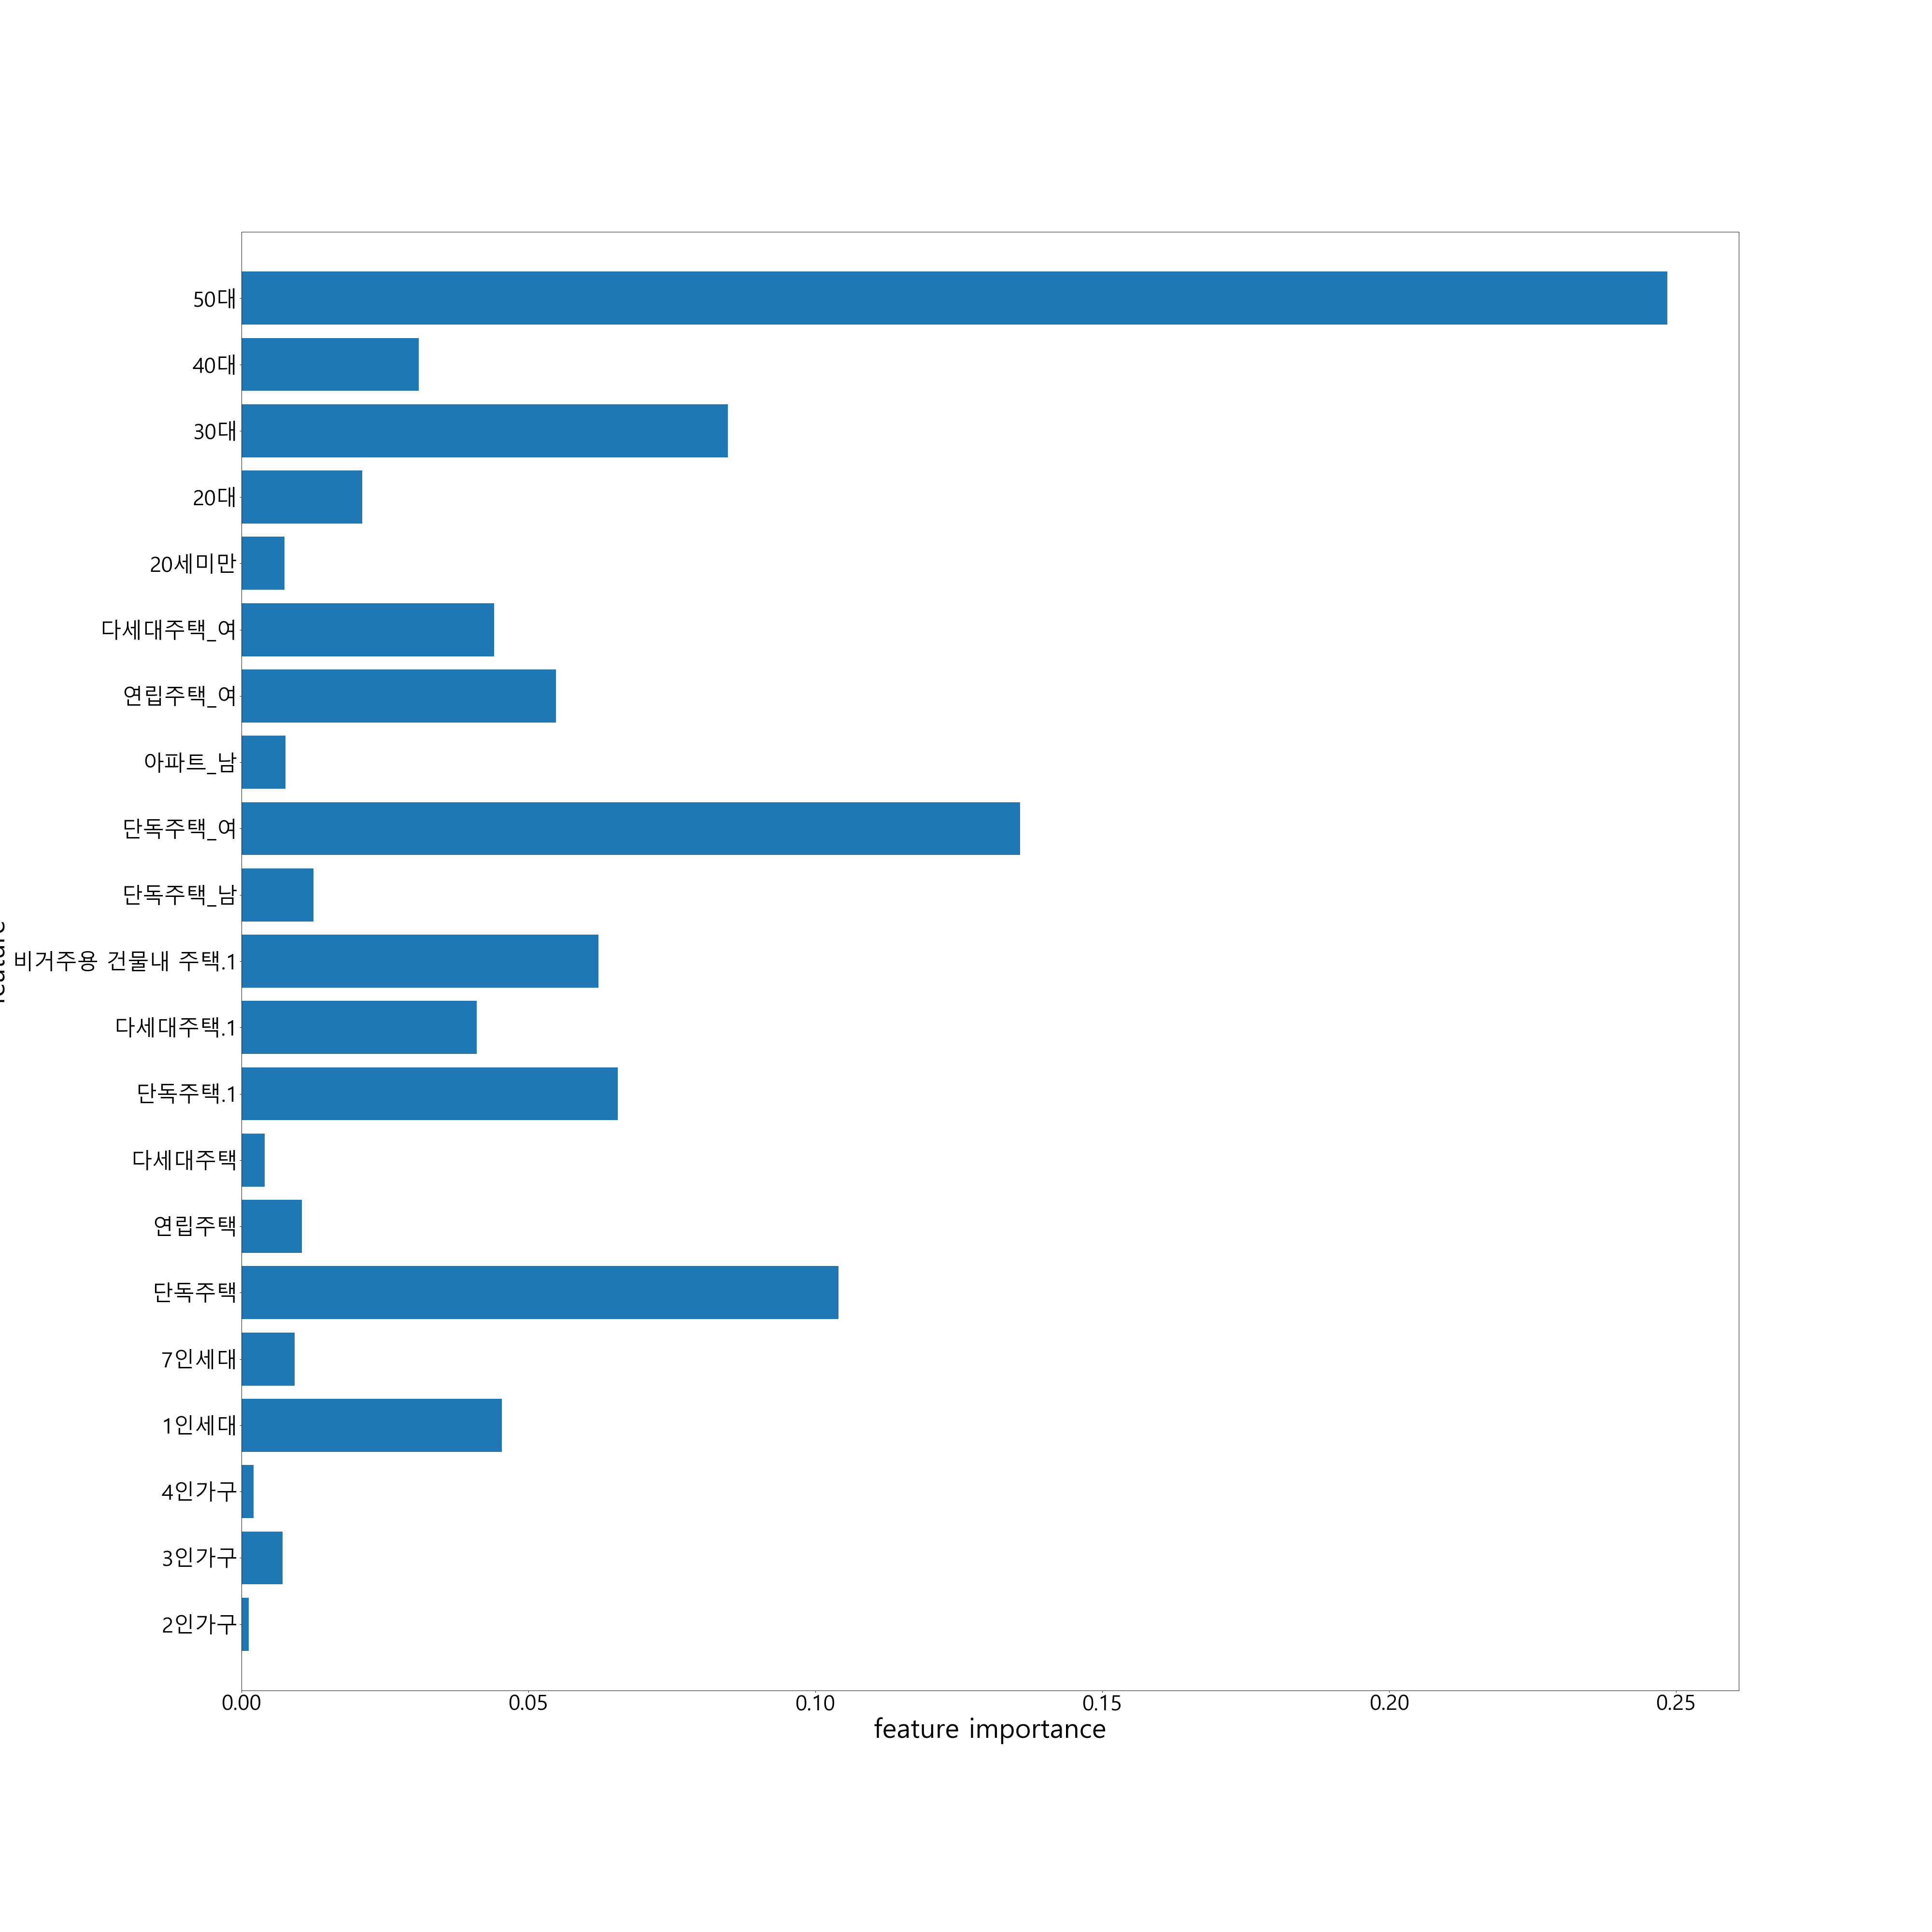 50대
40대
30대
20대
20세미만
다세대주택_여
연립주택_여
아파트_남
단독주택_여
단독주택_남
비거주용 건물내 주택.1
다세대주택.1
단독주택.1
다세대주택
연립주택
단독주택
7인세대
1인세대
4인가구
3인가구
2인가구
0.00 0.05 0.10 0.15 0.20 0.25
feature importance